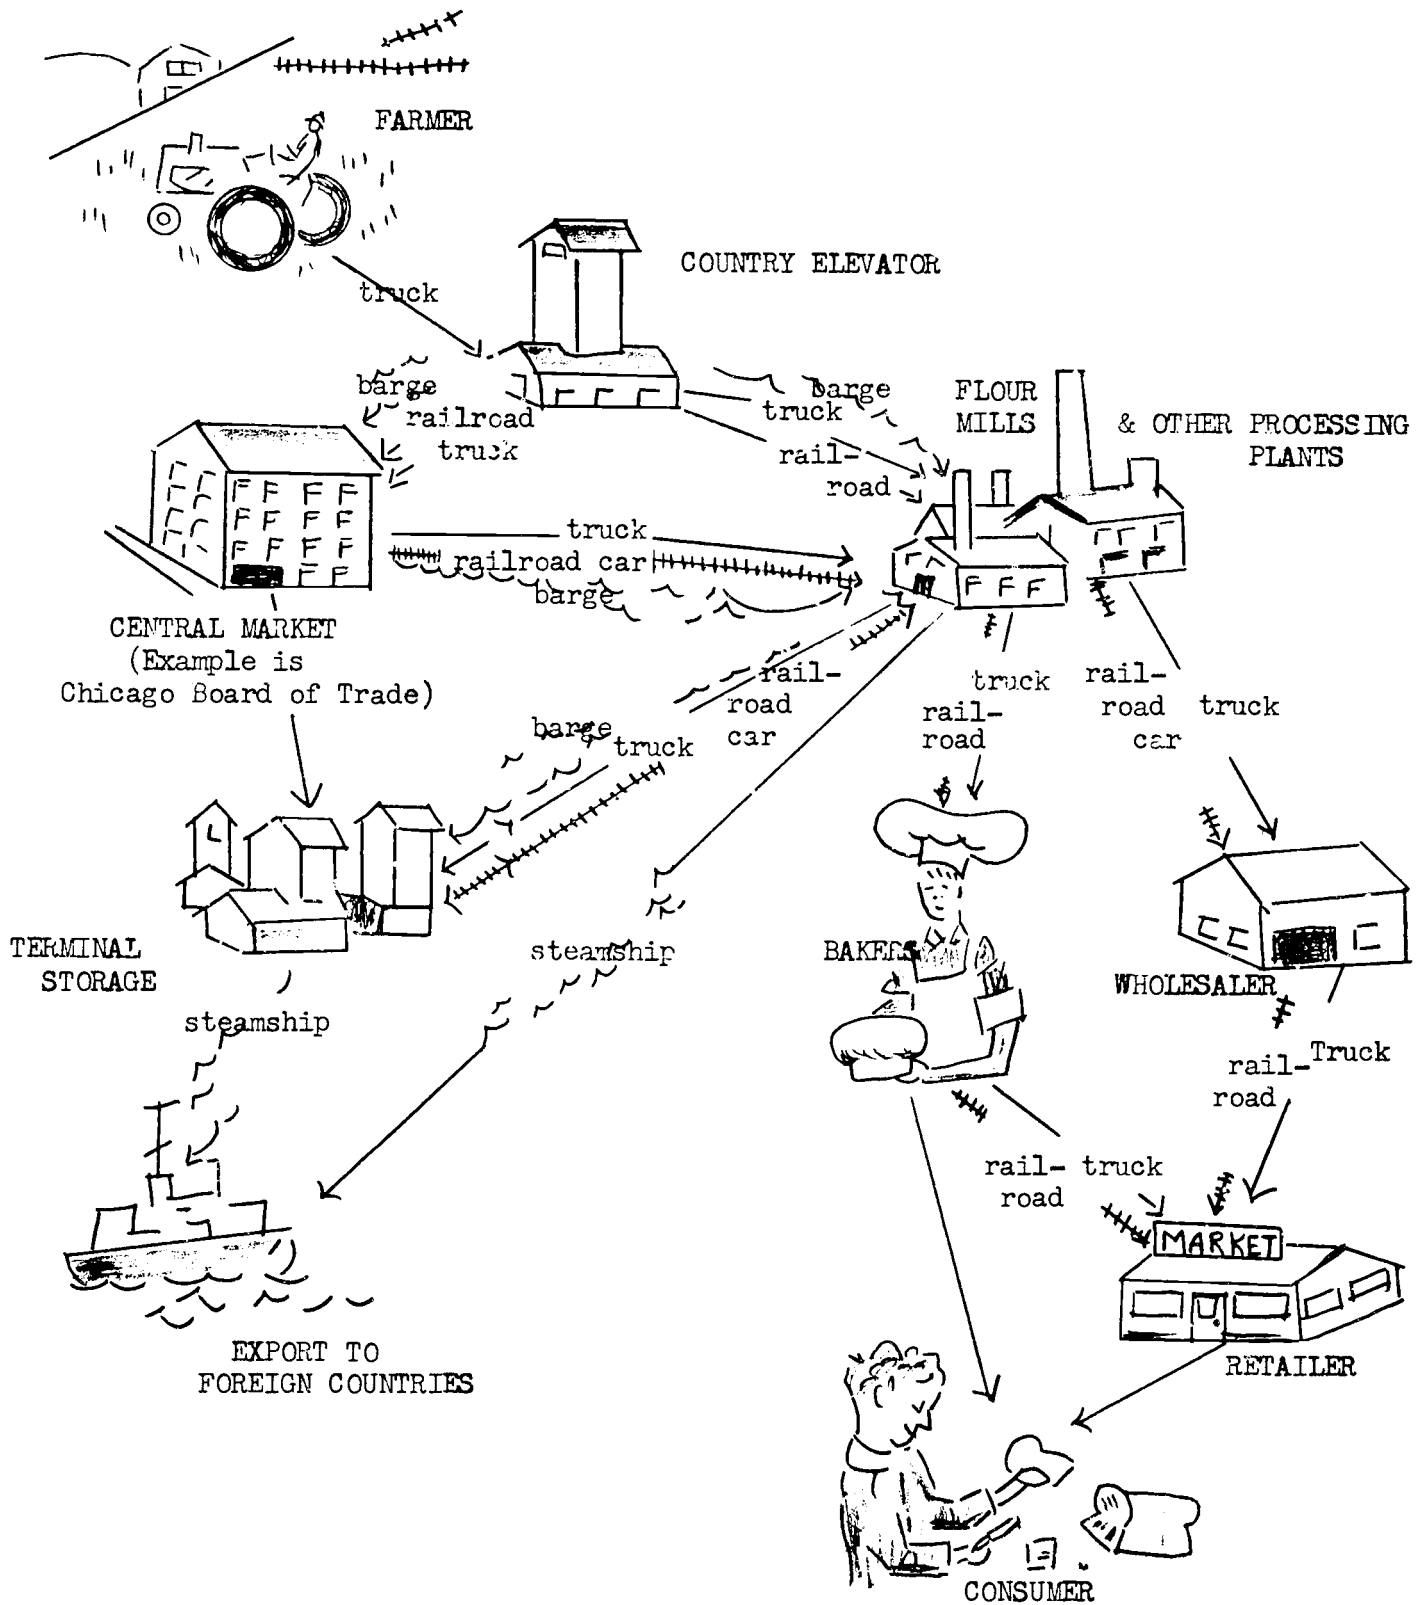 FARMER
COUNTRY ELEVATOR
truck
barge
railroad
truck
barge
truck
rail-
road
FLOUR
MILLS
& OTHER PROCESSING
PLANTS
truck
railroad car
barge
CENTRAL MARKET
(Example is
Chicago Board of Trade)
rail-
road
car
barge
truck
truck
rail-
road
rail-
road
car
truck
TERMINAL
STORAGE
steamship
steamship
BAKERS
WHOLESALER
rail-
road
Truck
rail-
road
truck
MARKET
RETAILER
EXPORT TO
FOREIGN COUNTRIES
CONSUMER